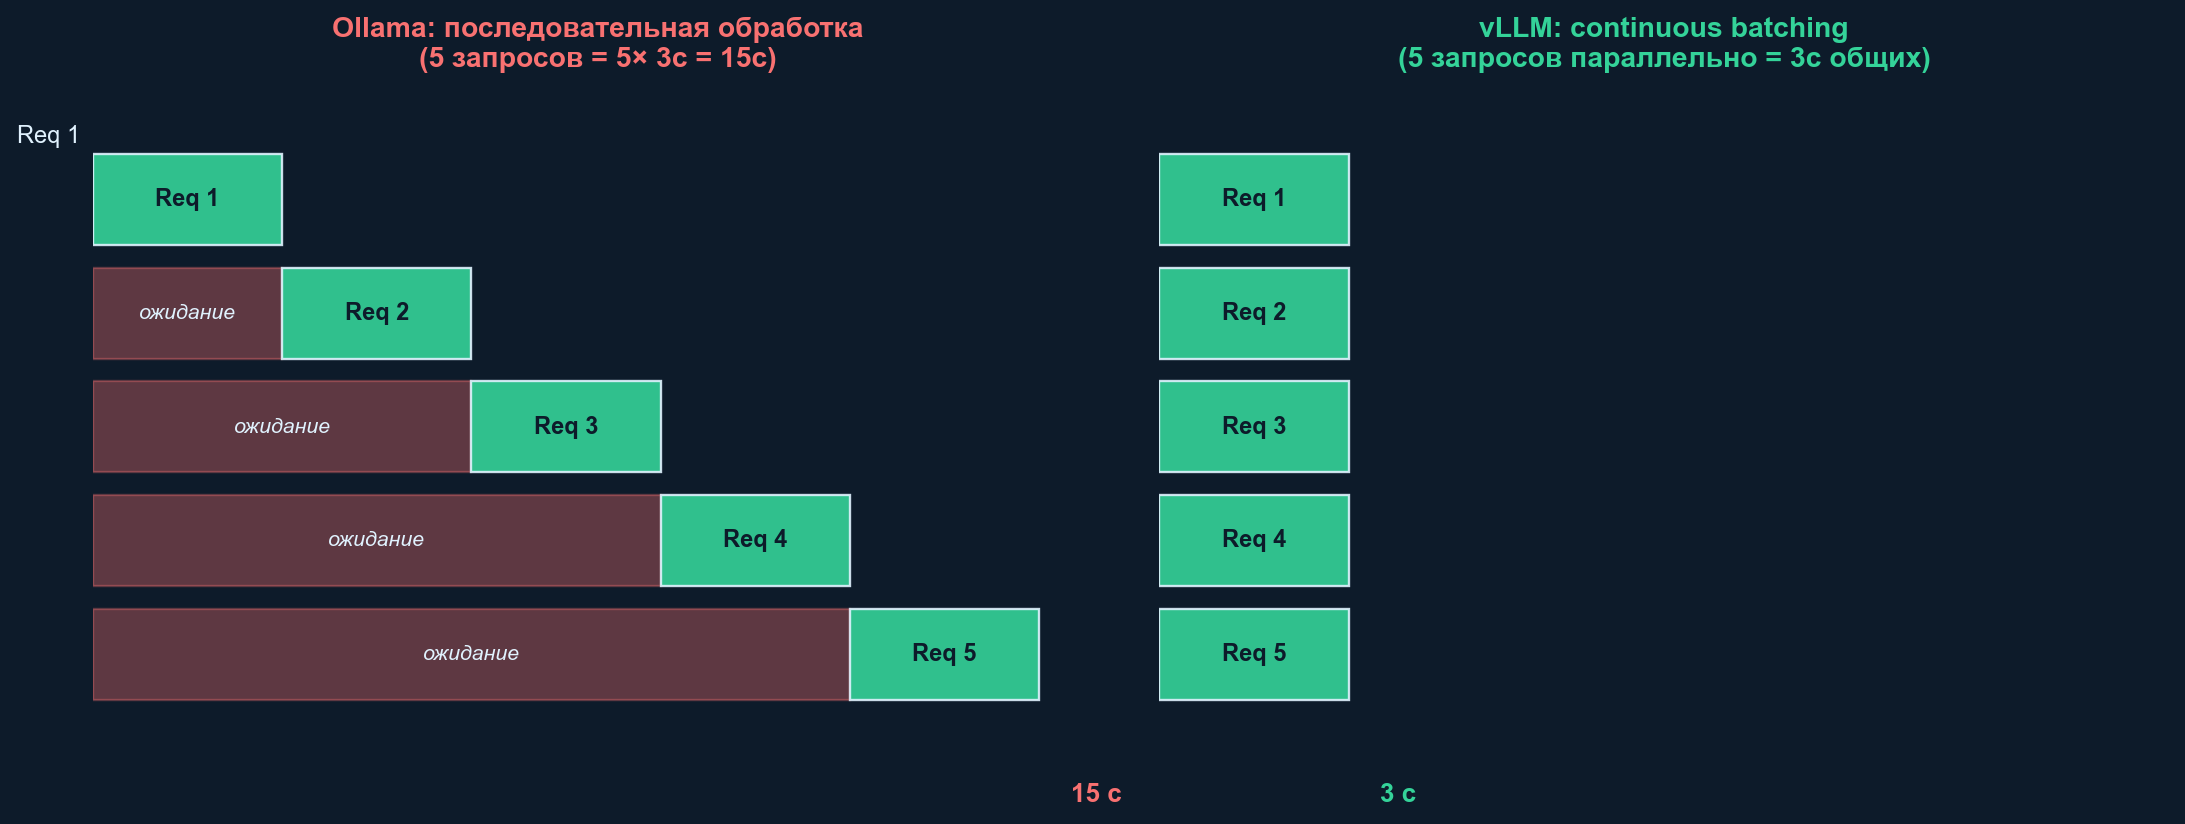 Ollama: последовательная обработка
(5 запросов = 5× 3с = 15с)
Req 1
Req 1
ожидание
Req 2
ожидание
Req 3
ожидание
Req 4
ожидание
Req 5
15 с
vLLM: continuous batching
(5 запросов параллельно = 3с общих)
Req 1
Req 2
Req 3
Req 4
Req 5
3 с